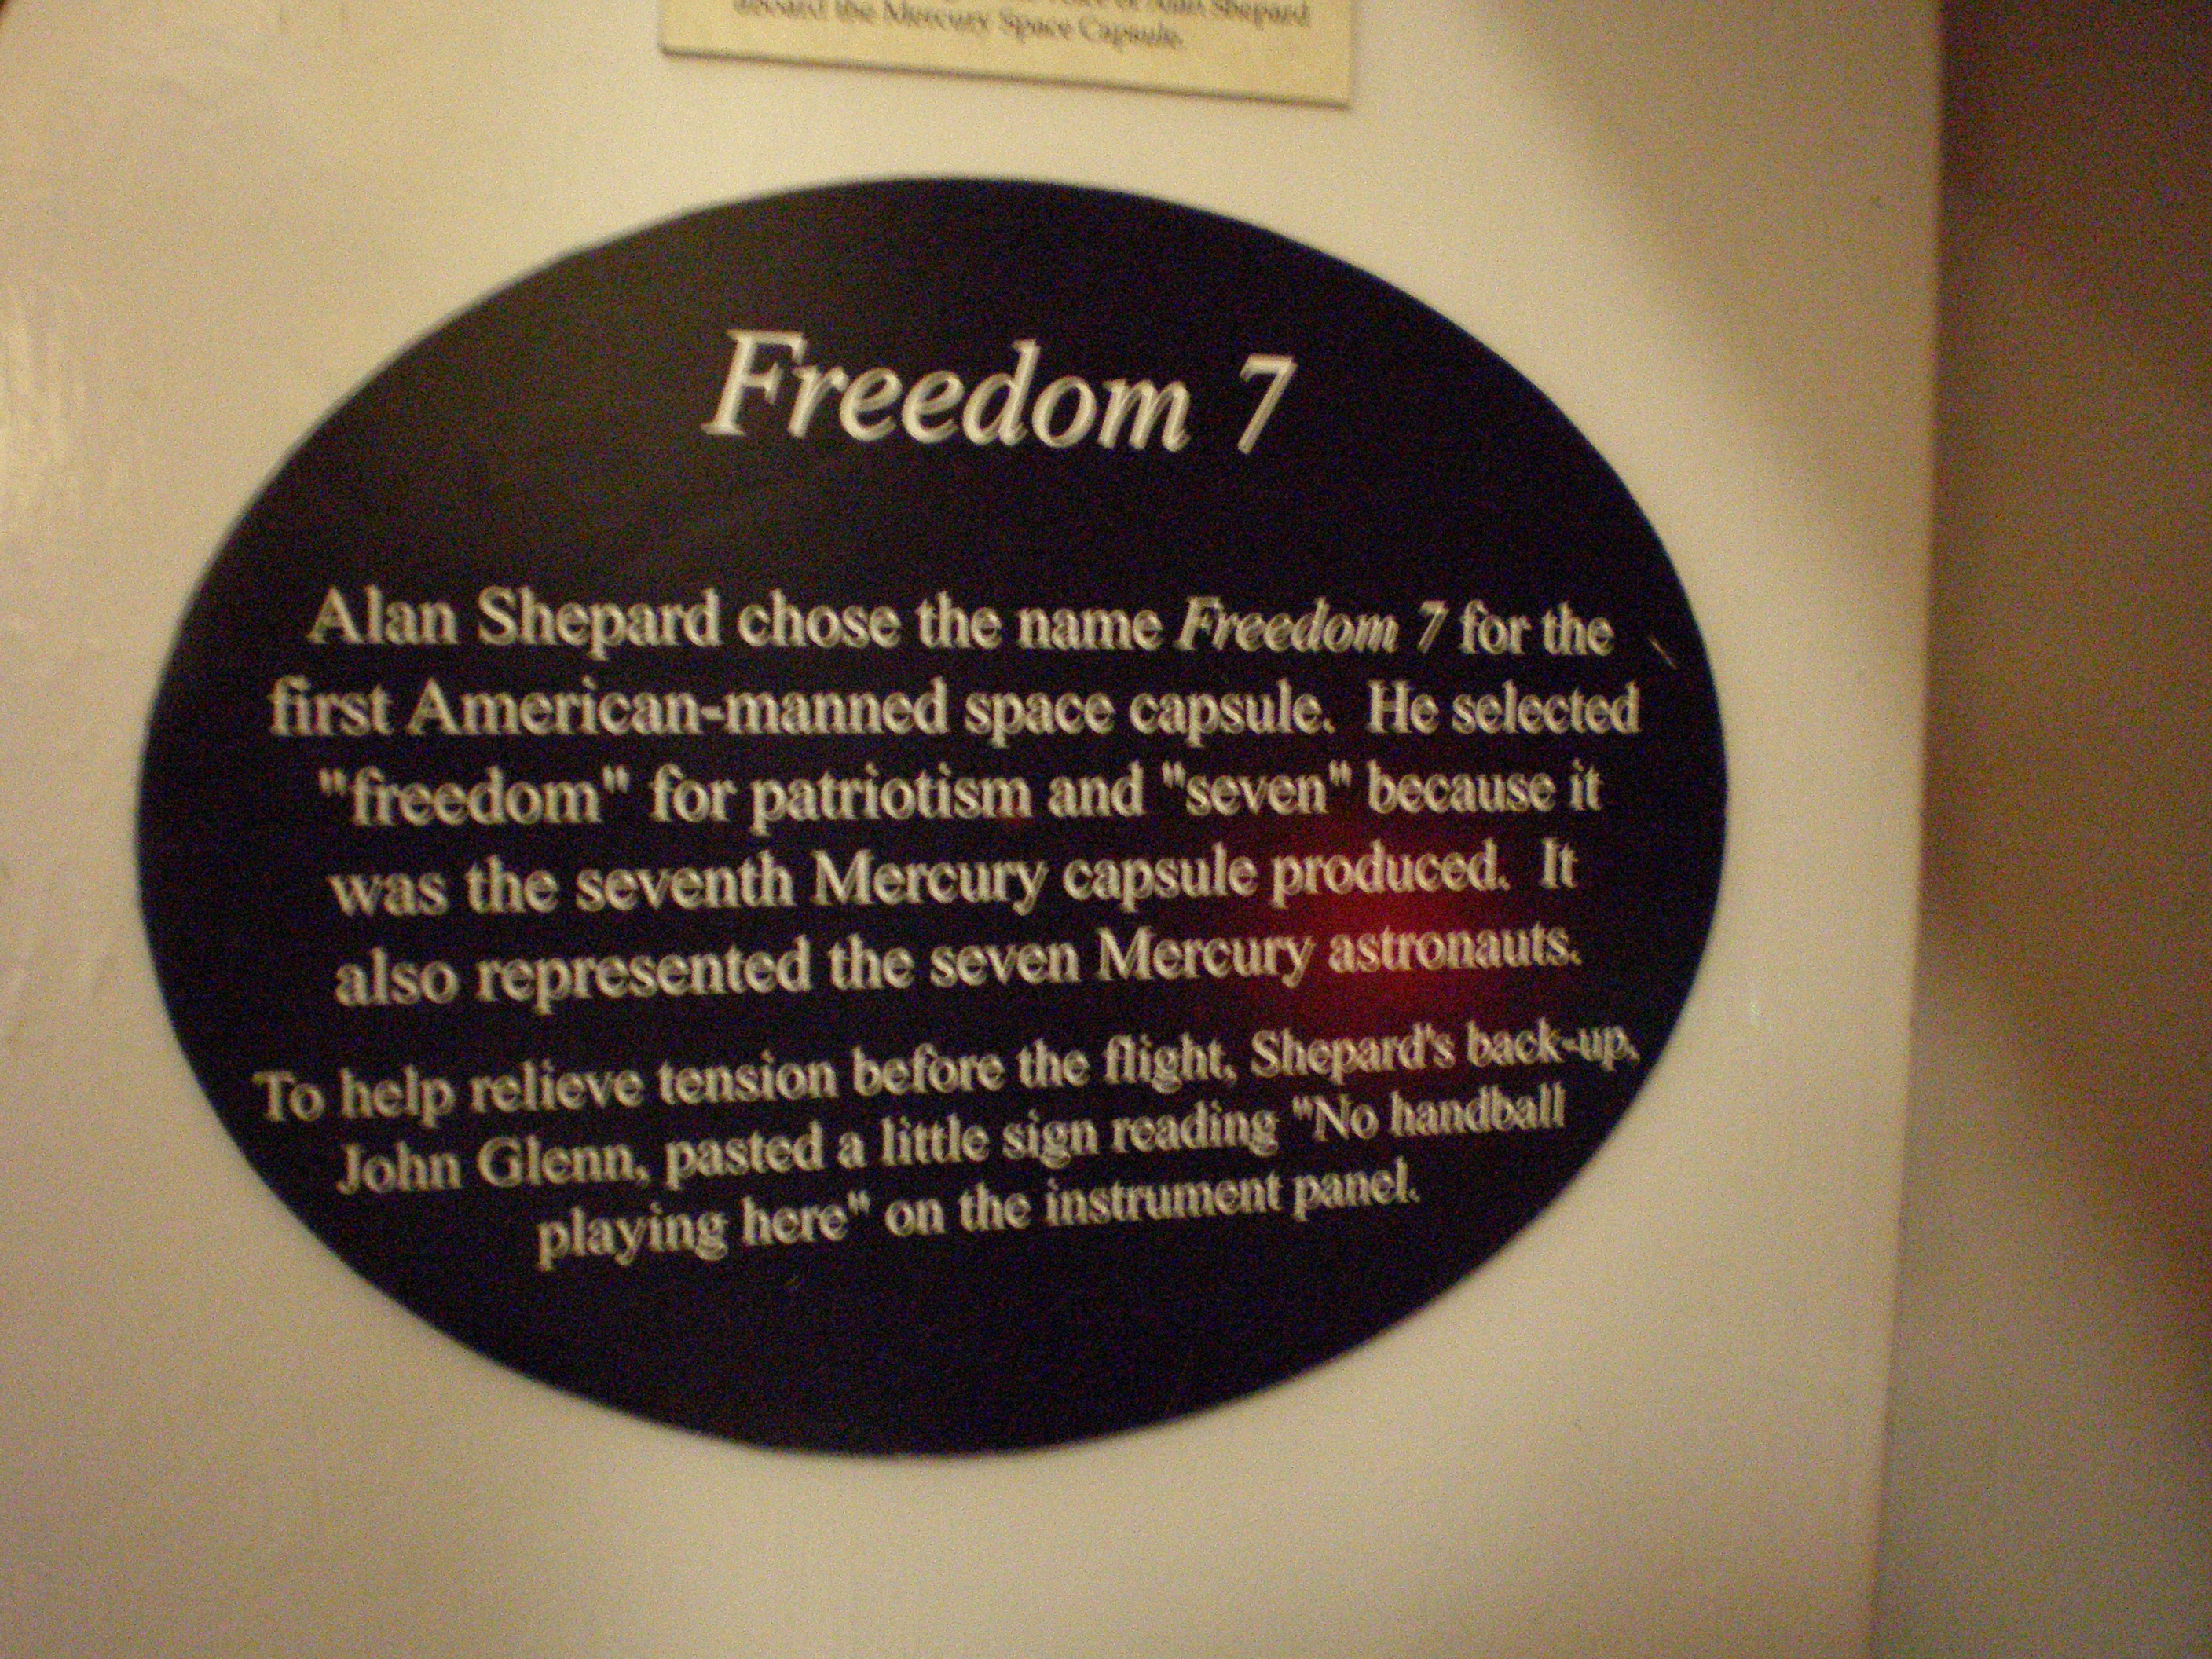 of Alan Shepard
aboard the Mercury Space Capsule.
Freedom 7
Alan Shepard chose the name Freedom 7 for the
first American-manned space capsule. He selected
"freedom" for patriotism and "seven" because it
was the seventh Mercury capsule produced. It
also represented the seven Mercury astronauts.
To help relieve tension before the flight, Shepard's back-up,
John Glenn, pasted a little sign reading "No handball
playing here" on the instrument panel.